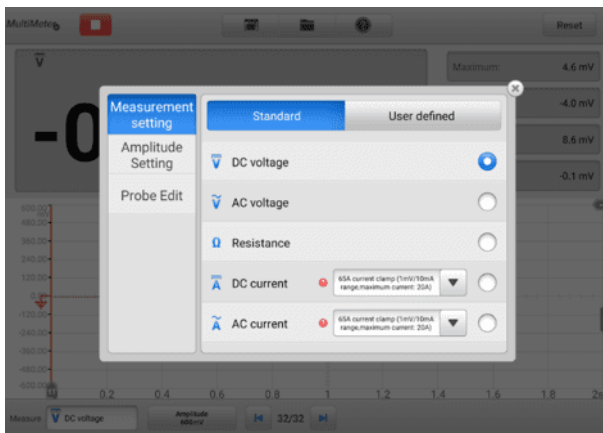 MultiMeter
Reset
V
Maximum: 4.6 mV
-4.0 mV
8.6 mV
-0.1 mV
-0
Measurement
setting
Amplitude
Setting
Probe Edit
Standard
User defined
V DC voltage
V AC voltage
Ω Resistance
A DC current
65A current clamp (1mV/10mA
range,maximum current: 20A)
A AC current
65A current clamp (1mV/10mA
range,maximum current: 20A)
600.00
mV
480.00
360.00
240.00
120.00
0.00
-120.00
-240.00
-360.00
-480.00
-600.00
0.2 0.4 0.6 0.8 1 1.2 1.4 1.6 1.8 2s
Measure V DC voltage
Amplitude
600mV
32/32